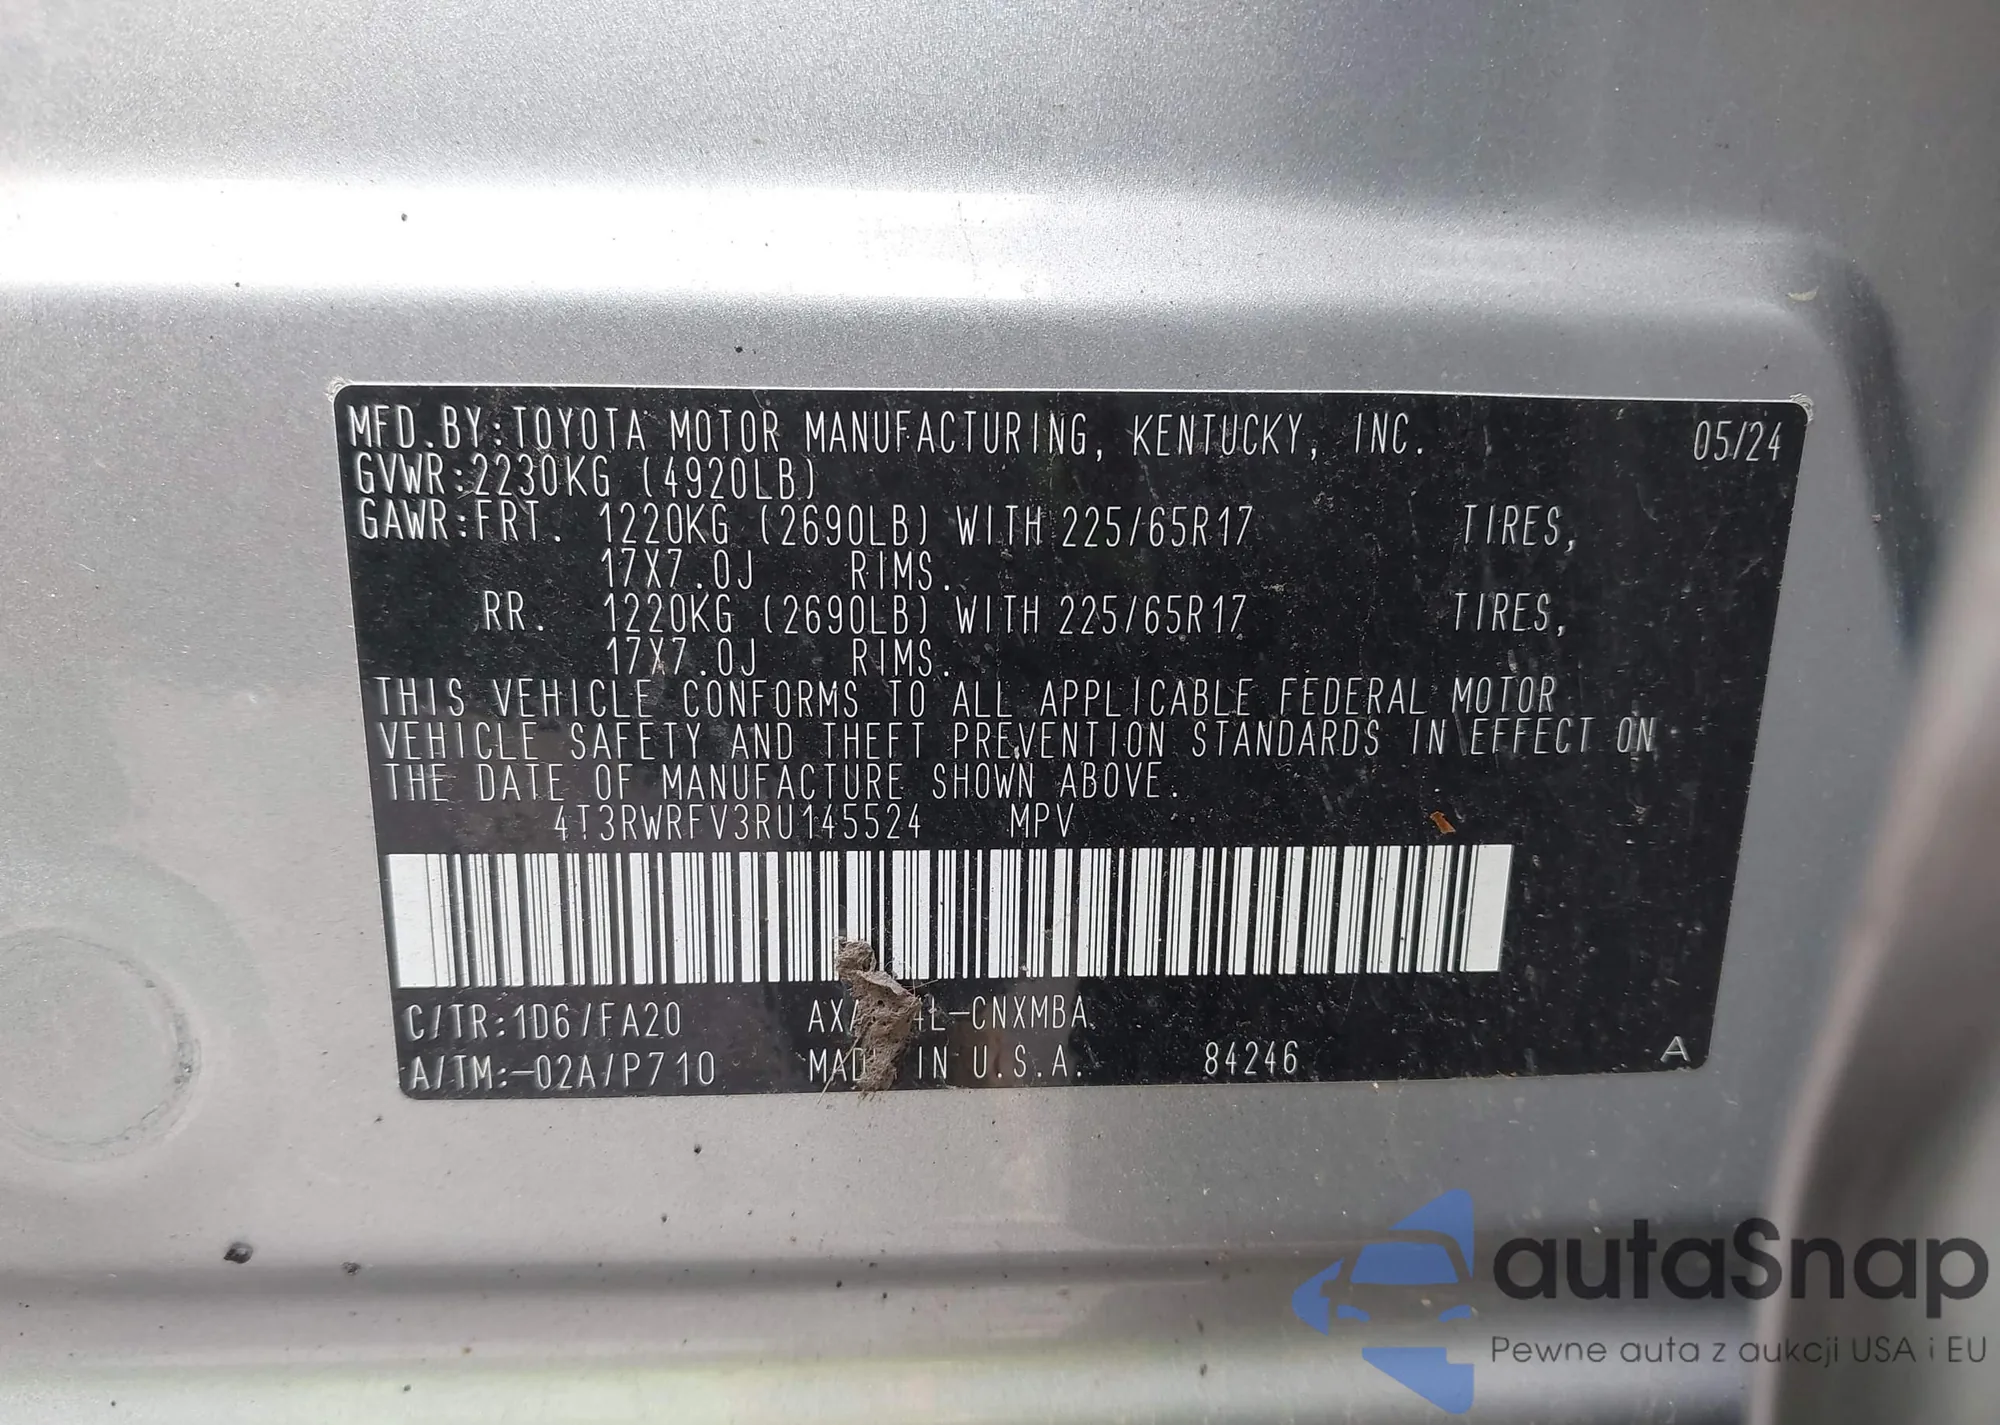 MFD.BY:TOYOTA MOTOR MANUFACTURING, KENTUCKY, INC. 05/24
GVWR:2230KG (4920LB)
GAWR:FRT. 1220KG (2690LB) WITH 225/65R17 TIRES,
17X7.0J RIMS.
RR. 1220KG (2690LB) WITH 225/65R17 TIRES,
17X7.0J RIMS.
THIS VEHICLE CONFORMS TO ALL APPLICABLE FEDERAL MOTOR
VEHICLE SAFETY AND THEFT PREVENTION STANDARDS IN EFFECT ON
THE DATE OF MANUFACTURE SHOWN ABOVE.
4T3RWRFV3RU145524 MPV
C/TR:1D6/FA20
A/TM:-02A/P710 MADE IN U.S.A. 84246 A
autaSnap
Pewne auta z aukcji USA i EU